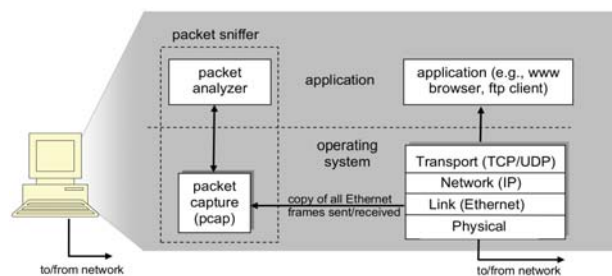 packet sniffer
packet
analyzer
application
application (e.g., www
browser, ftp client)
operating
system
packet
capture
(pcap)
copy of all Ethernet
frames sent/received
Transport (TCP/UDP)
Network (IP)
Link (Ethernet)
Physical
to/from network
to/from network